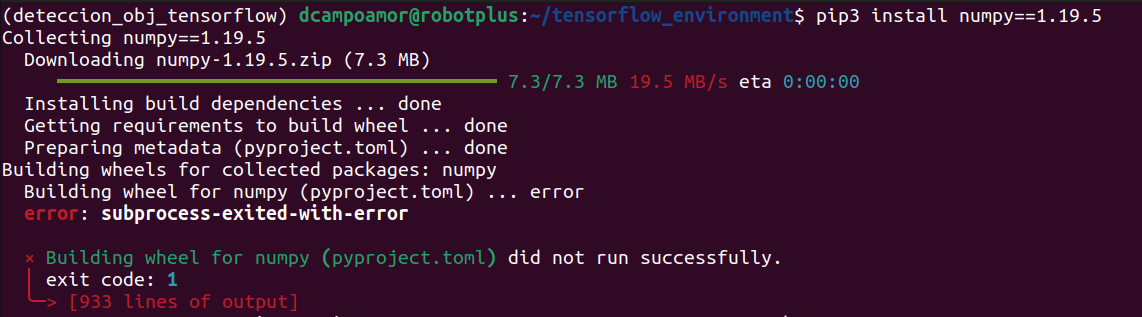 (deteccion_obj_tensorflow) dcampoamor@robotplus:~/tensorflow_environment$ pip3 install numpy==1.19.5
Collecting numpy==1.19.5
Downloading numpy-1.19.5.zip (7.3 MB)
7.3/7.3 MB 19.5 MB/s eta 0:00:00
Installing build dependencies ... done
Getting requirements to build wheel ... done
Preparing metadata (pyproject.toml) ... done
Building wheels for collected packages: numpy
Building wheel for numpy (pyproject.toml) ... error
error: subprocess-exited-with-error
× Building wheel for numpy (pyproject.toml) did not run successfully.
│ exit code: 1
╰─> [933 lines of output]